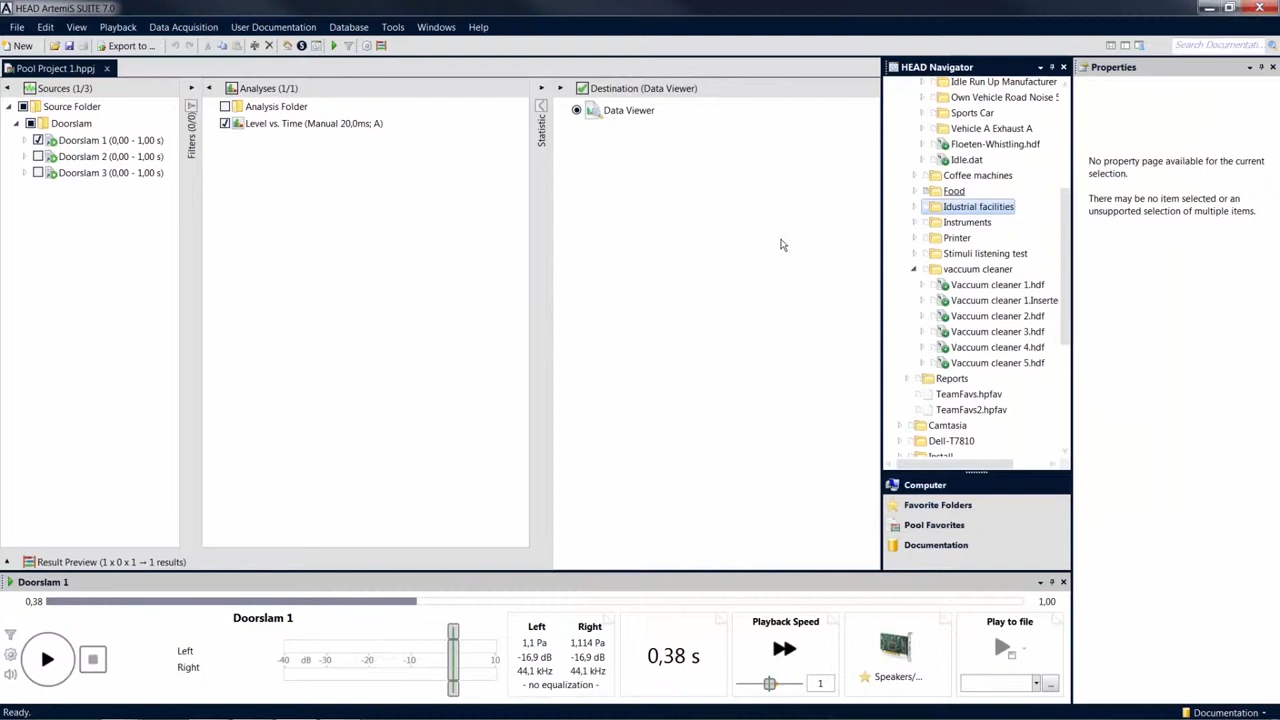 HEAD ArtemiS SUITE 7.0
File Edit View Playback Data Acquisition User Documentation Database Tools Windows Help
New Export to ... Search Documentati...
Pool Project 1.hppj
Sources (1/3)
Source Folder
Doorslam
Doorslam 1 (0,00 - 1,00 s)
Doorslam 2 (0,00 - 1,00 s)
Doorslam 3 (0,00 - 1,00 s)
Filters (0/0)
Analyses (1/1)
Analysis Folder
Level vs. Time (Manual 20,0ms; A)
Statistic
Destination (Data Viewer)
Data Viewer
HEAD Navigator
Idle Run Up Manufacturer
Own Vehicle Road Noise 5
Sports Car
Vehicle A Exhaust A
Floeten-Whistling.hdf
Idle.dat
Coffee machines
Food
Idustrial facilities
Instruments
Printer
Stimuli listening test
vaccuum cleaner
Vaccuum cleaner 1.hdf
Vaccuum cleaner 1.Inserte
Vaccuum cleaner 2.hdf
Vaccuum cleaner 3.hdf
Vaccuum cleaner 4.hdf
Vaccuum cleaner 5.hdf
Reports
TeamFavs.hpfav
TeamFavs2.hpfav
Camtasia
Dell-T7810
Install
Computer
Favorite Folders
Pool Favorites
Documentation
Properties
No property page available for the current
selection.
There may be no item selected or an
unsupported selection of multiple items.
Result Preview (1 x 0 x 1 → 1 results)
Doorslam 1
0,38 1,00
Doorslam 1
Left
Right
-40 dB -30 -20 -10 0 10
Left Right
1,1 Pa 1,114 Pa
-16,9 dB -16,9 dB
44,1 kHz 44,1 kHz
- no equalization -
0,38 s
Playback Speed
1
Speakers/...
Play to file
...
Ready. Documentation